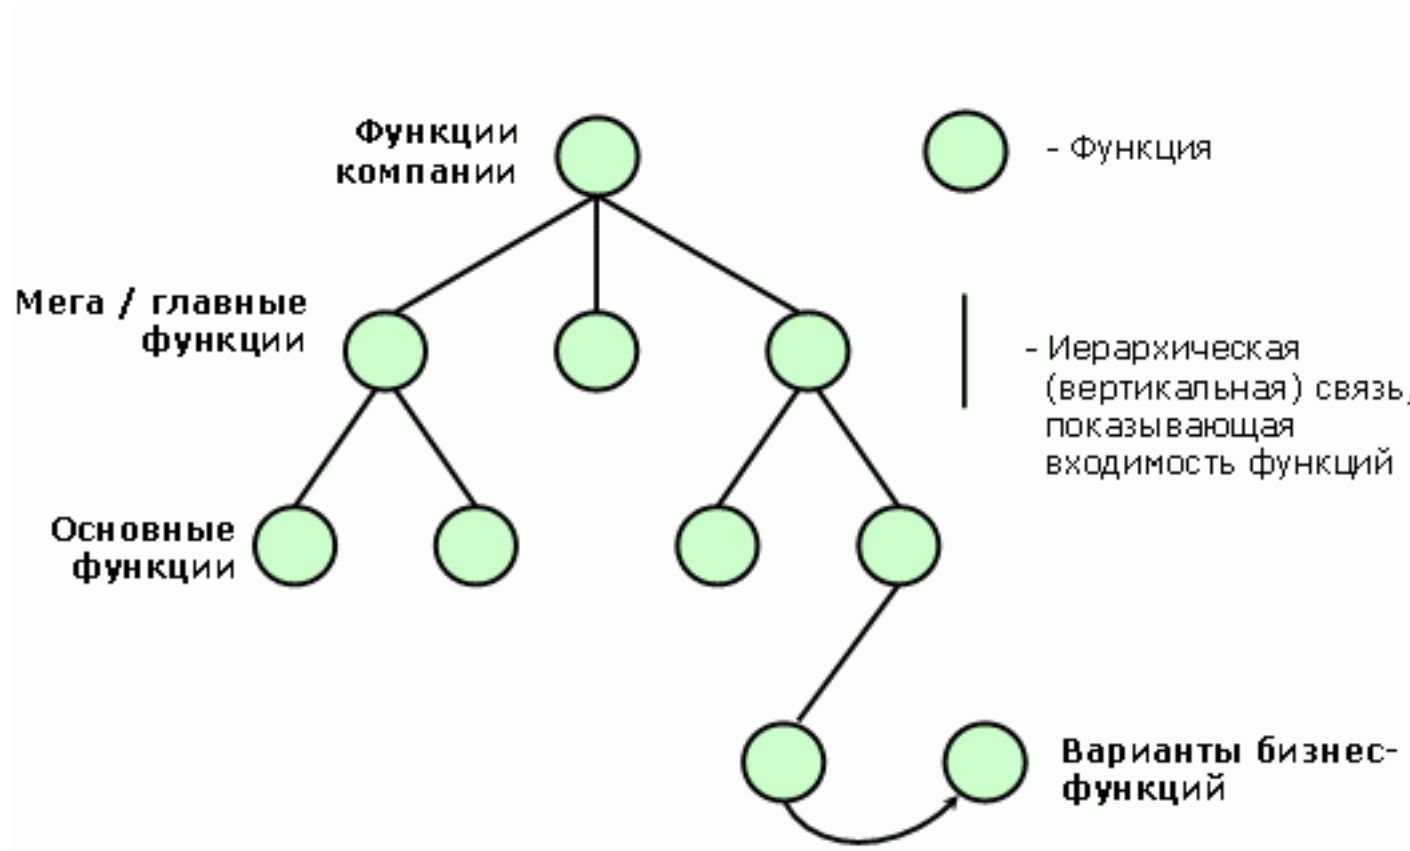 Функции
компании
- Функция
Мега / главные
функции
- Иерархическая
(вертикальная) связь,
показывающая
входимость функций
Основные
функции
Варианты бизнес-
функций